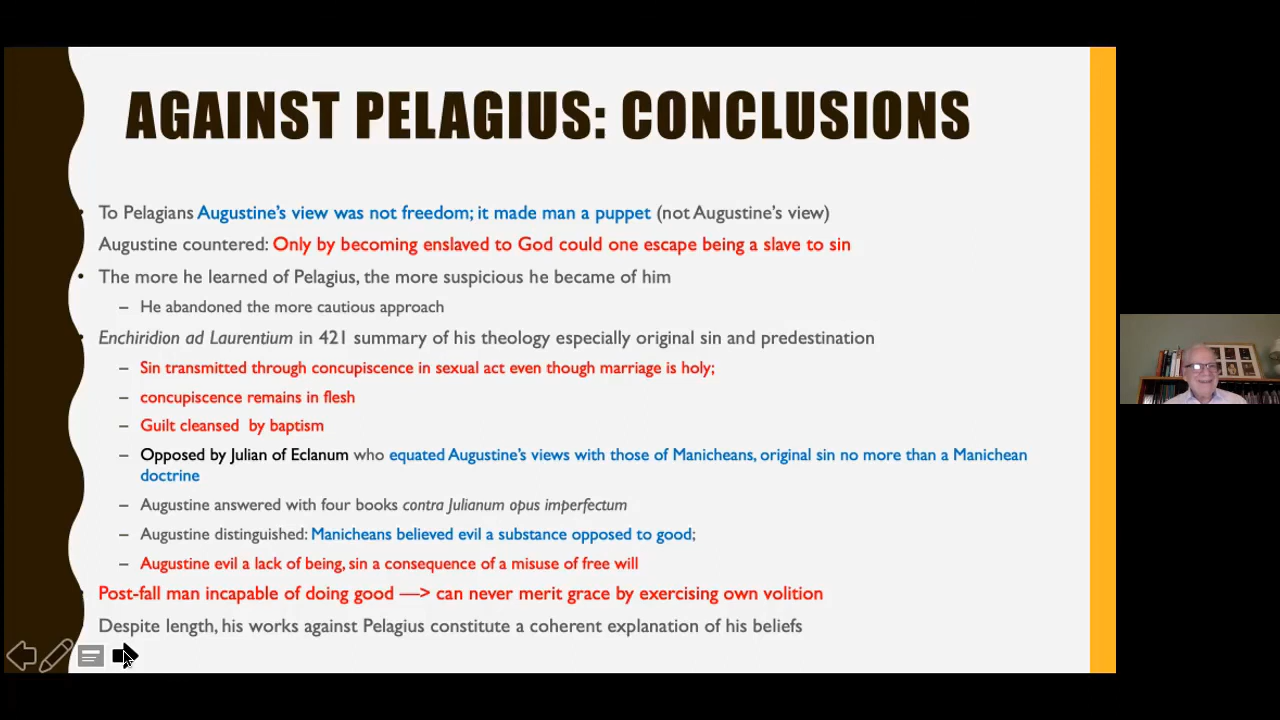 AGAINST PELAGIUS: CONCLUSIONS
• To Pelagians Augustine's view was not freedom; it made man a puppet (not Augustine's view)
Augustine countered: Only by becoming enslaved to God could one escape being a slave to sin
• The more he learned of Pelagius, the more suspicious he became of him
– He abandoned the more cautious approach
• Enchiridion ad Laurentium in 421 summary of his theology especially original sin and predestination
– Sin transmitted through concupiscence in sexual act even though marriage is holy;
– concupiscence remains in flesh
– Guilt cleansed  by baptism
– Opposed by Julian of Eclanum who equated Augustine's views with those of Manicheans, original sin no more than a Manichean
doctrine
– Augustine answered with four books contra Julianum opus imperfectum
– Augustine distinguished: Manicheans believed evil a substance opposed to good;
– Augustine evil a lack of being, sin a consequence of a misuse of free will
• Post-fall man incapable of doing good —> can never merit grace by exercising own volition
Despite length, his works against Pelagius constitute a coherent explanation of his beliefs